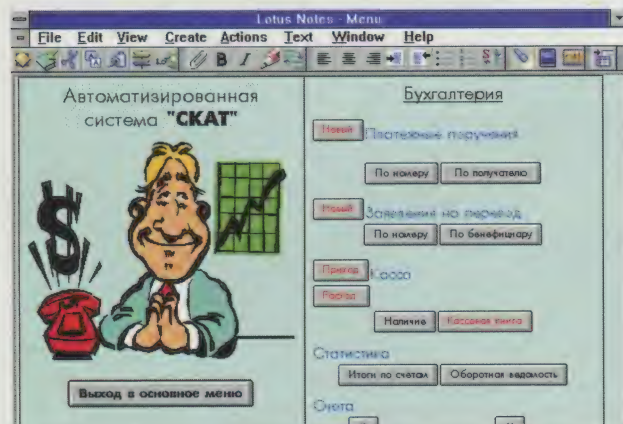 Lotus Notes - Menu
File Edit View Create Actions Text Window Help
B I
Автоматизированная
система "СКАТ"
$
Выход в основное меню
Бухгалтерия
Новый Платежные поручения
По номеру По получателю
Новый Заявления на перевод
По номеру По бенефициару
Приход Касса
Расход
Наличие Кассовая книга
Статистика
Итоги по счетам Оборотная ведомость
Счета